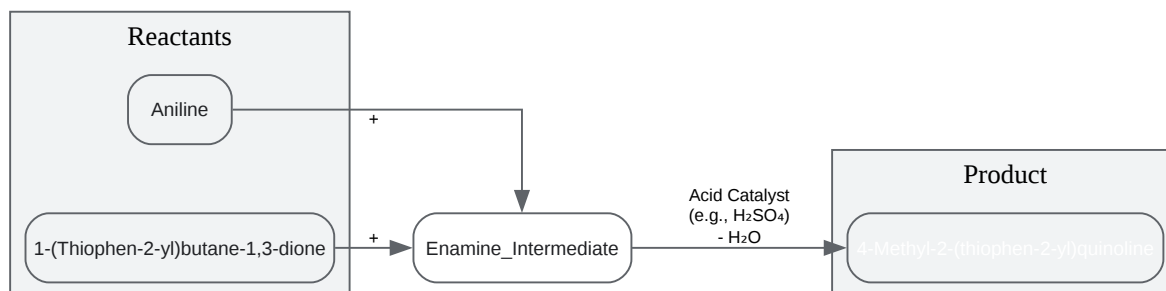 Reactants
Aniline
+
1-(Thiophen-2-yl)butane-1,3-dione
+
Enamine_Intermediate
Acid Catalyst
(e.g., H₂SO₄)
- H₂O
Product
4-Methyl-2-(thiophen-2-yl)quinoline